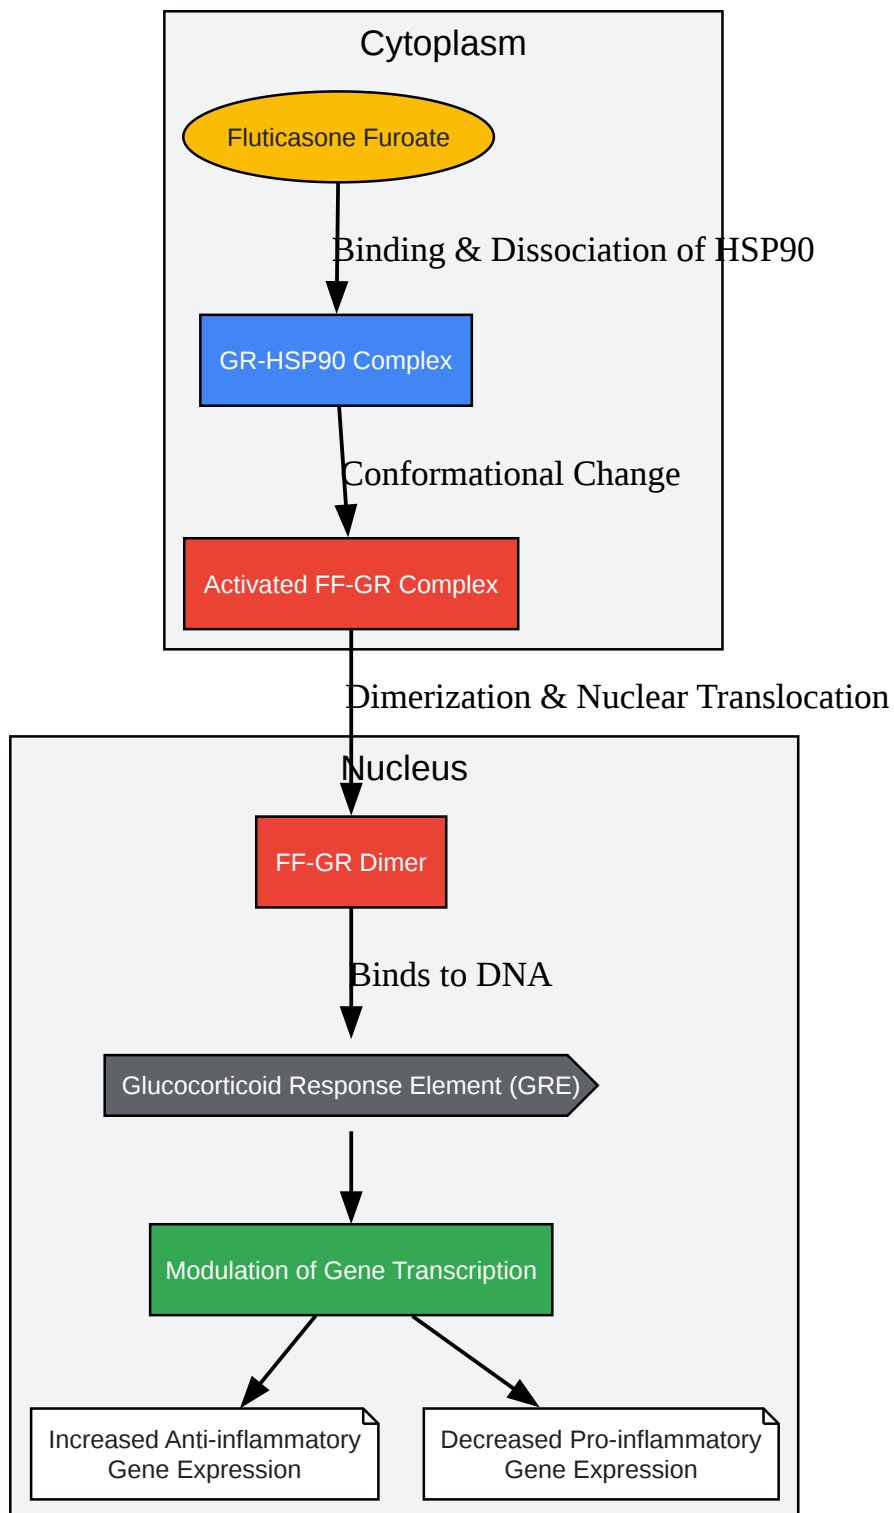 Cytoplasm
Fluticasone Furoate
Binding & Dissociation of HSP90
GR-HSP90 Complex
Conformational Change
Activated FF-GR Complex
Dimerization & Nuclear Translocation
Nucleus
FF-GR Dimer
Binds to DNA
Glucocorticoid Response Element (GRE)
Modulation of Gene Transcription
Increased Anti-inflammatory
Gene Expression
Decreased Pro-inflammatory
Gene Expression